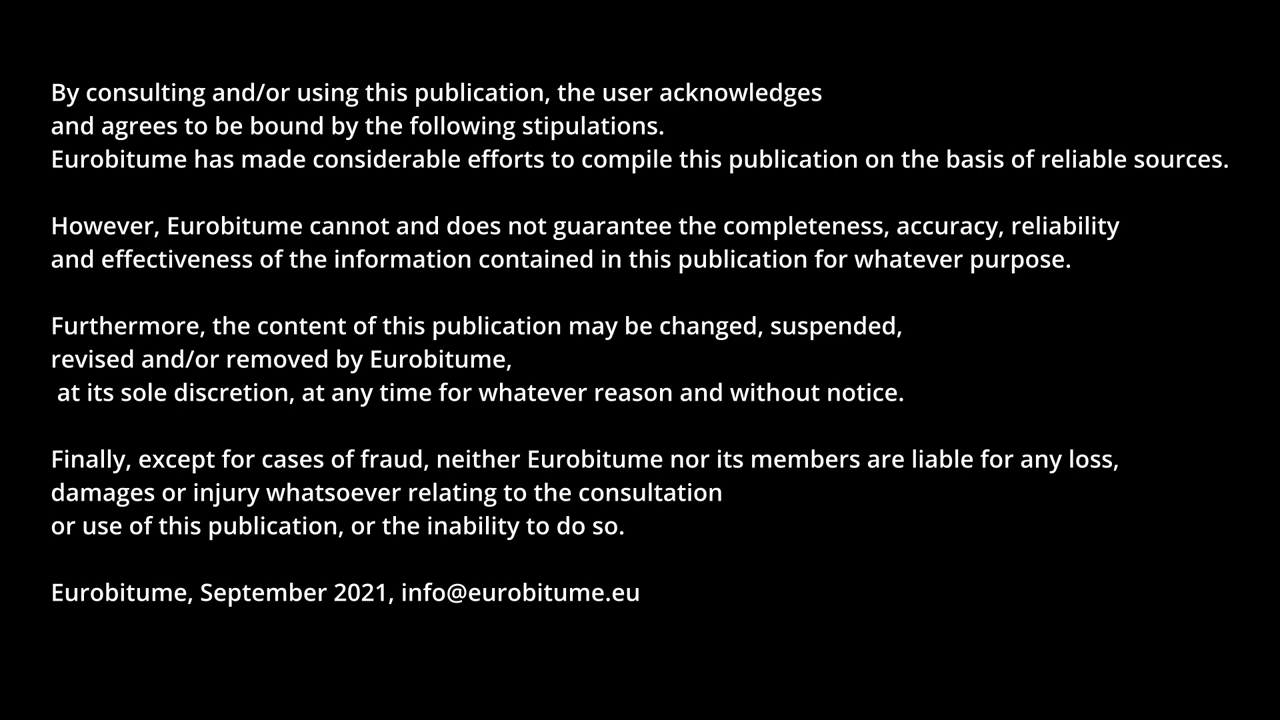 By consulting and/or using this publication, the user acknowledges
and agrees to be bound by the following stipulations.
Eurobitume has made considerable efforts to compile this publication on the basis of reliable sources.
However, Eurobitume cannot and does not guarantee the completeness, accuracy, reliability
and effectiveness of the information contained in this publication for whatever purpose.
Furthermore, the content of this publication may be changed, suspended,
revised and/or removed by Eurobitume,
at its sole discretion, at any time for whatever reason and without notice.
Finally, except for cases of fraud, neither Eurobitume nor its members are liable for any loss,
damages or injury whatsoever relating to the consultation
or use of this publication, or the inability to do so.
Eurobitume, September 2021, info@eurobitume.eu